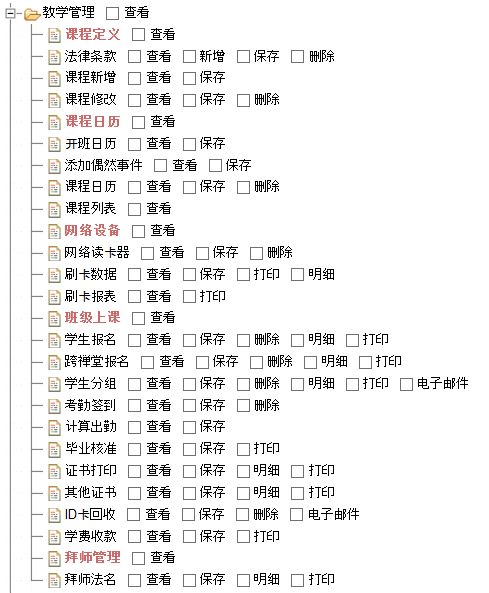 教学管理 查看
课程定义 查看
法律条款 查看 新增 保存 删除
课程新增 查看 保存
课程修改 查看 保存 删除
课程日历 查看
开班日历 查看 保存
添加偶然事件 查看 保存
课程日历 查看 保存 删除
课程列表 查看
网络设备 查看
网络读卡器 查看 保存 删除
刷卡数据 查看 保存 打印 明细
刷卡报表 查看 打印
班级上课 查看
学生报名 查看 保存 删除 明细 打印
跨禅堂报名 查看 保存 删除 明细 打印
学生分组 查看 保存 删除 明细 打印 电子邮件
考勤签到 查看 保存 删除
计算出勤 查看 保存
毕业核准 查看 保存 打印
证书打印 查看 保存 明细 打印
其他证书 查看 保存 明细 打印
ID卡回收 查看 保存 删除 电子邮件
学费收款 查看 保存 打印
拜师管理 查看
拜师法名 查看 保存 明细 打印